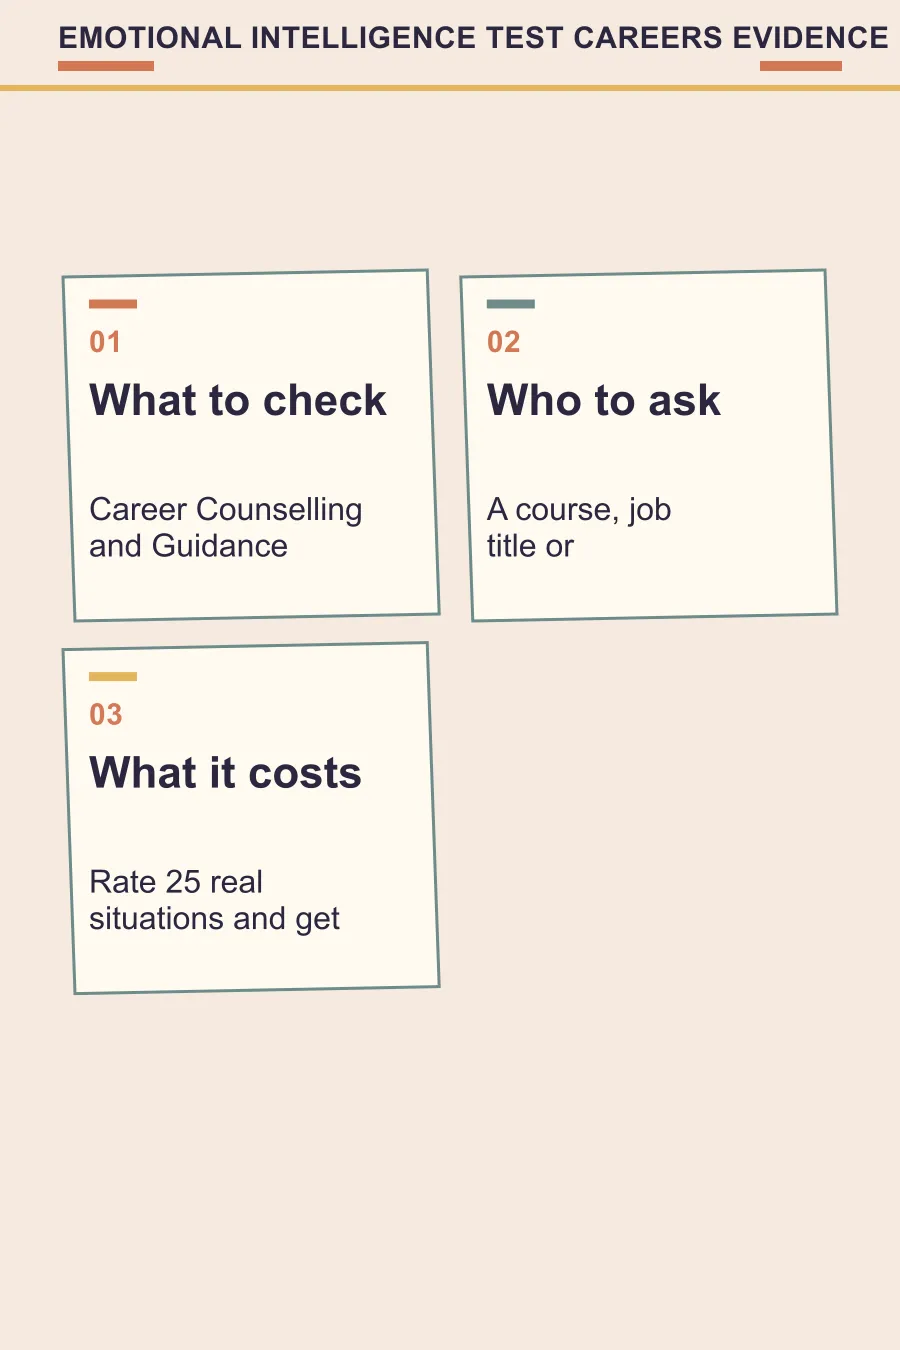 EMOTIONAL INTELLIGENCE TEST CAREERS EVIDENCE
01
What to check
Career Counselling
and Guidance
02
Who to ask
A course, job
title or
03
What it costs
Rate 25 real
situations and get